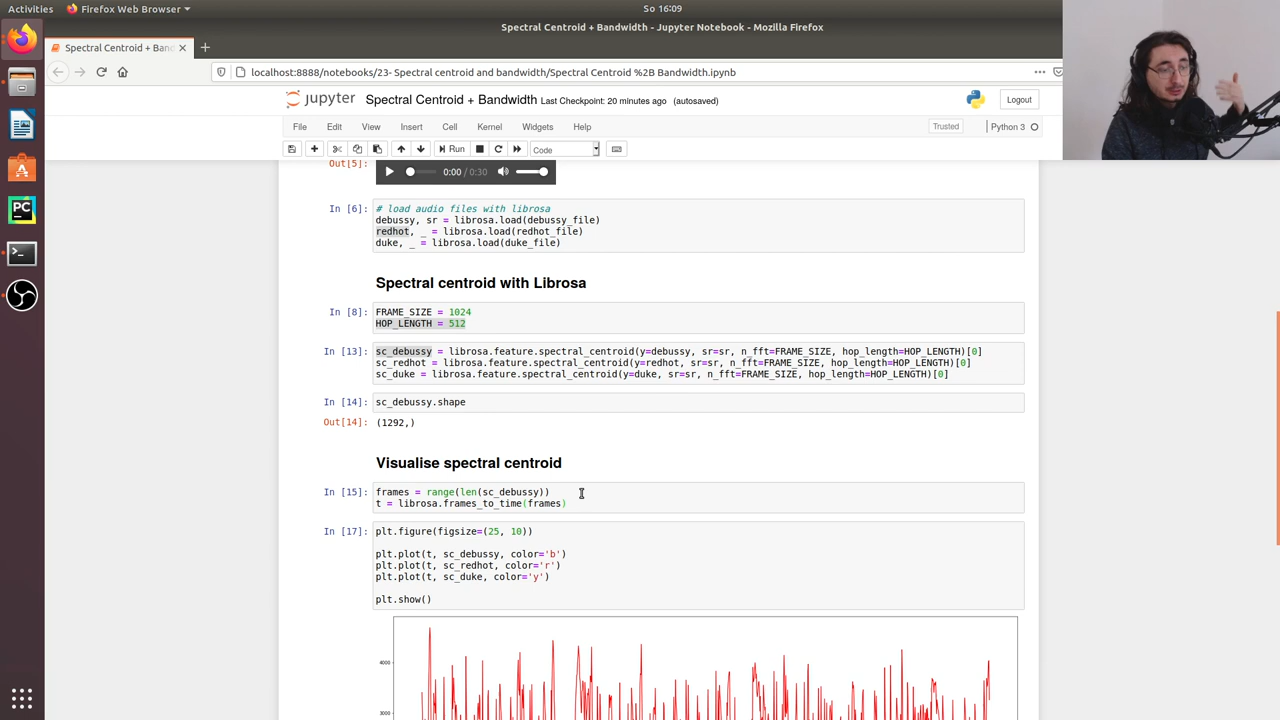 Activities
Firefox Web Browser
So 16:09
Spectral Centroid + Bandwidth - Jupyter Notebook - Mozilla Firefox
Spectral Centroid + Band
localhost:8888/notebooks/23- Spectral centroid and bandwidth/Spectral Centroid %2B Bandwidth.ipynb
jupyter Spectral Centroid + Bandwidth Last Checkpoint: 20 minutes ago (autosaved)
Logout
File Edit View Insert Cell Kernel Widgets Help
Trusted Python 3
Run
Code
Out[5]:
0:00 / 0:30
In [6]:
# load audio files with librosa
debussy, sr = librosa.load(debussy_file)
redhot, _ = librosa.load(redhot_file)
duke, _ = librosa.load(duke_file)
Spectral centroid with Librosa
In [8]:
FRAME_SIZE = 1024
HOP_LENGTH = 512
In [13]:
sc_debussy = librosa.feature.spectral_centroid(y=debussy, sr=sr, n_fft=FRAME_SIZE, hop_length=HOP_LENGTH)[0]
sc_redhot = librosa.feature.spectral_centroid(y=redhot, sr=sr, n_fft=FRAME_SIZE, hop_length=HOP_LENGTH)[0]
sc_duke = librosa.feature.spectral_centroid(y=duke, sr=sr, n_fft=FRAME_SIZE, hop_length=HOP_LENGTH)[0]
In [14]:
sc_debussy.shape
Out[14]:
(1292,)
Visualise spectral centroid
In [15]:
frames = range(len(sc_debussy))
t = librosa.frames_to_time(frames)
In [17]:
plt.figure(figsize=(25, 10))
plt.plot(t, sc_debussy, color='b')
plt.plot(t, sc_redhot, color='r')
plt.plot(t, sc_duke, color='y')
plt.show()
4000
3000